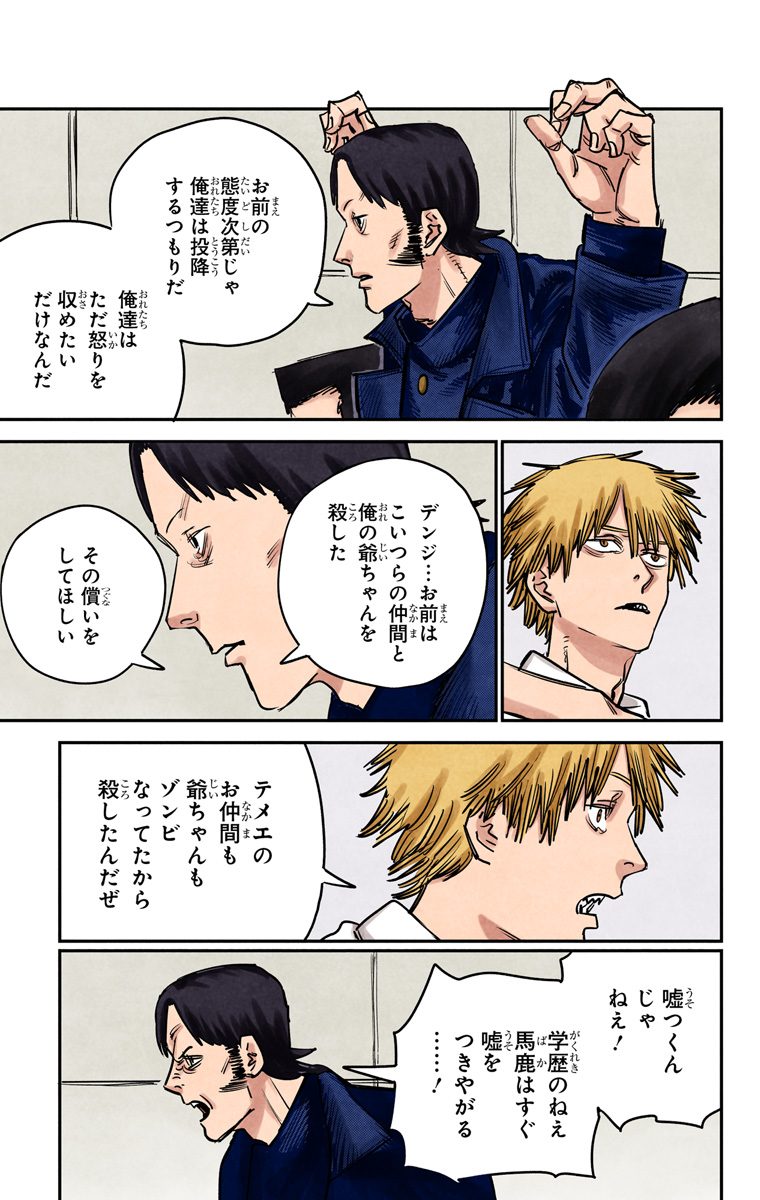 お前の
態度次第じゃ
俺達は投降
するつもりだ
俺達は
ただ怒りを
収めたい
だけなんだ
デンジ…お前は
こいつらの仲間と
俺の爺ちゃんを
殺した
その償いを
してほしい
テメエの
お仲間も
爺ちゃんも
ゾンビ
なってたから
殺したんだぜ
嘘つくん
じゃ
ねえ!
学歴のねえ
馬鹿はすぐ
嘘を
つきやがる
……!